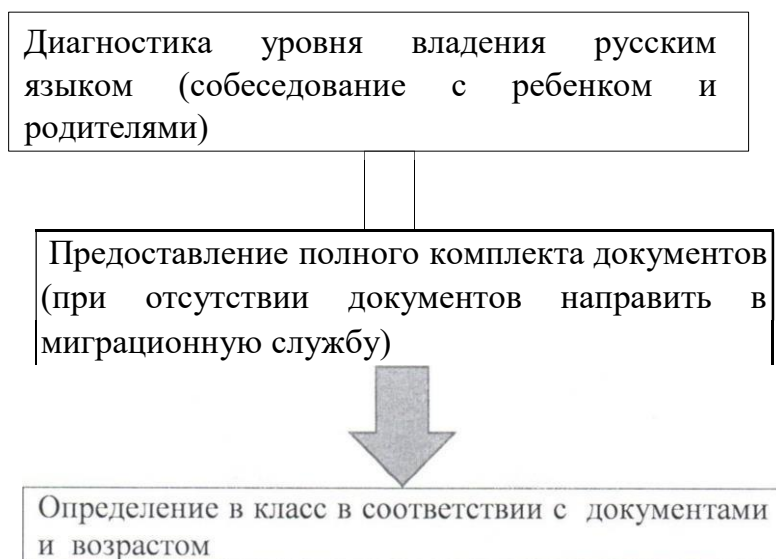 Диагностика уровня владения русским
языком (собеседование с ребенком и
родителями)
Предоставление полного комплекта документов
(при отсутствии документов направить в
миграционную службу)
Определение в класс в соответствии с документами
и возрастом